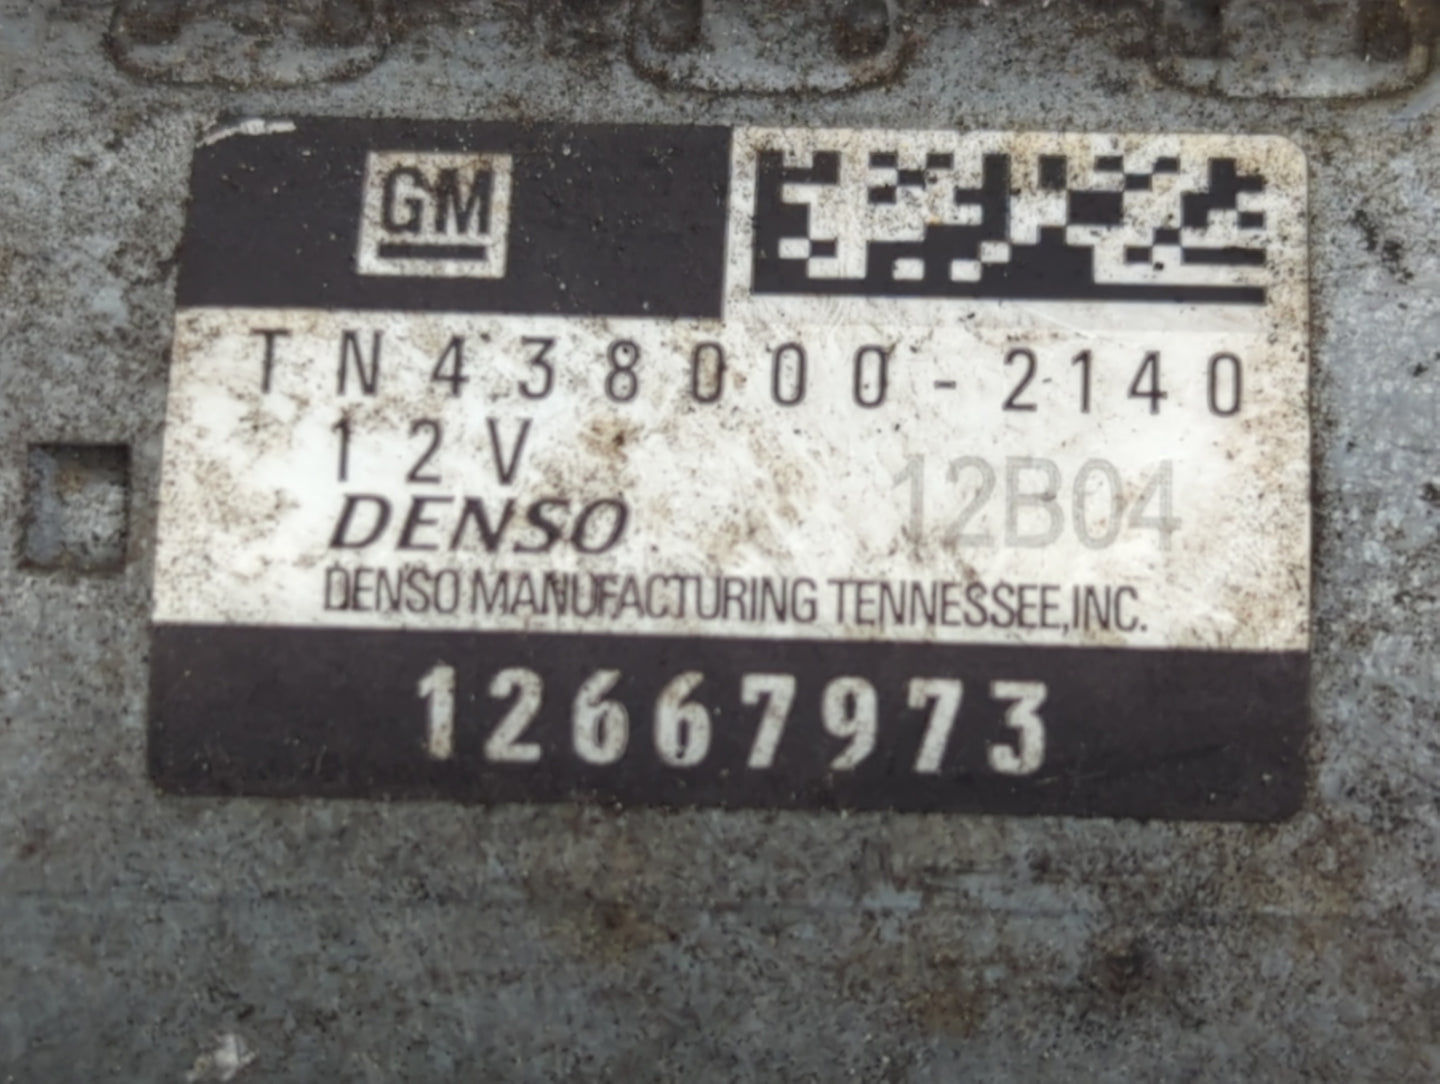 GM
TN438000-2140
12V
12B04
DENSO
DENSO MANUFACTURING TENNESSEE,INC.
12667973